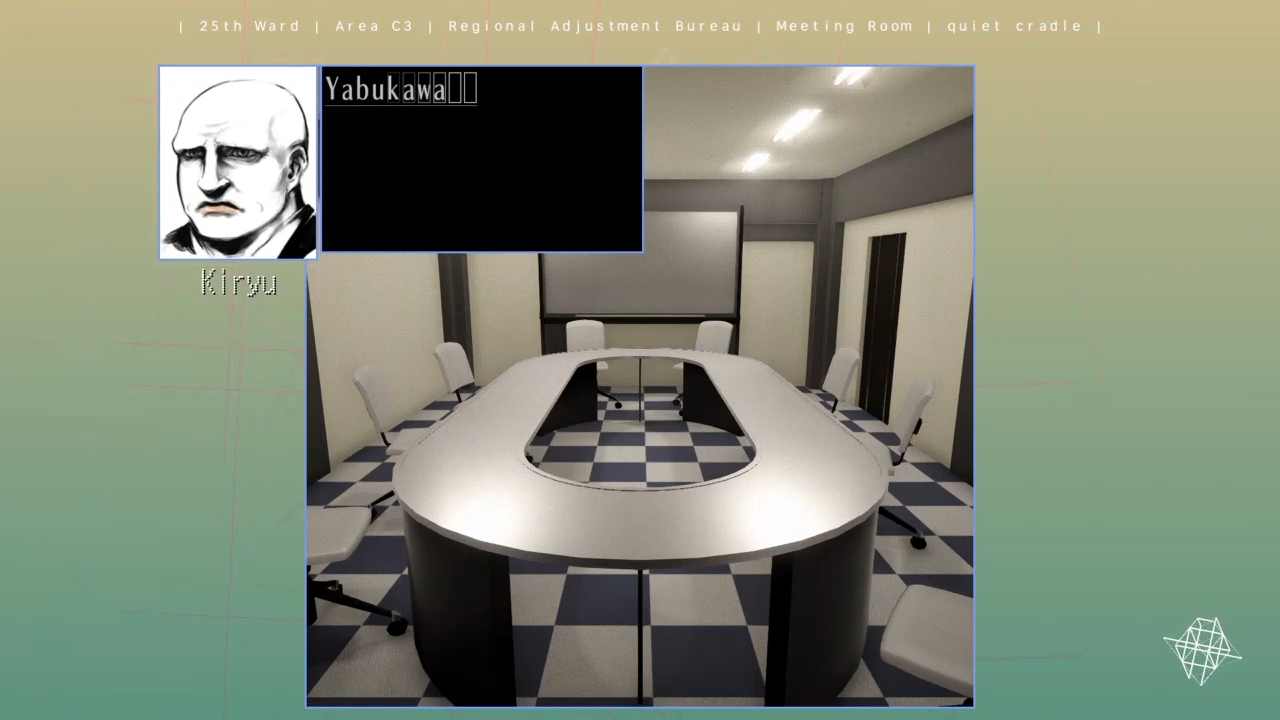 | 25th Ward | Area C3 | Regional Adjustment Bureau | Meeting Room | quiet cradle |
Yabukawa
Kiryu